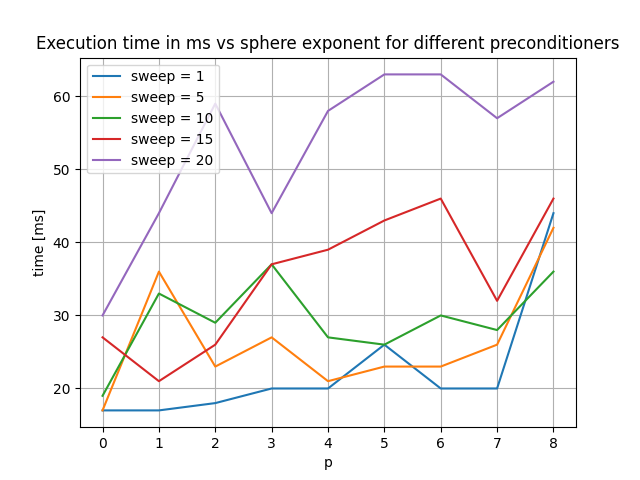 Execution time in ms vs sphere exponent for different preconditioners
sweep = 1
sweep = 5
sweep = 10
sweep = 15
sweep = 20
60
50
40
30
20
time [ms]
0 1 2 3 4 5 6 7 8
p